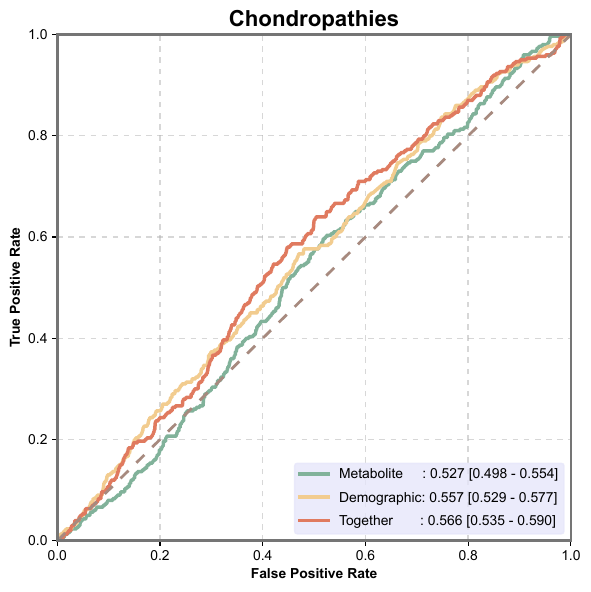 Chondropathies
True Positive Rate
1.0
0.8
0.6
0.4
0.2
0.0
0.0 0.2 0.4 0.6 0.8 1.0
False Positive Rate
Metabolite : 0.527 [0.498 - 0.554]
Demographic: 0.557 [0.529 - 0.577]
Together : 0.566 [0.535 - 0.590]